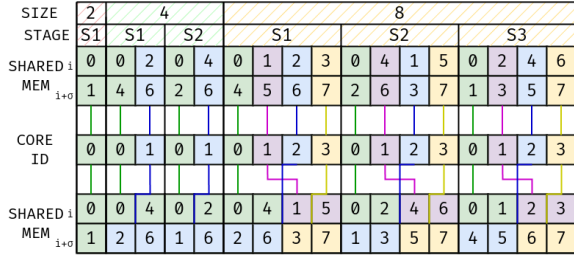 SIZE 2 4 8
STAGE S1 S1 S2 S1 S2 S3
SHARED i 0 0 2 0 4 0 1 2 3 0 4 1 5 0 2 4 6
MEM i+σ 1 4 6 2 6 4 5 6 7 2 6 3 7 1 3 5 7
CORE
ID 0 0 1 0 1 0 1 2 3 0 1 2 3 0 1 2 3
SHARED i 0 0 4 0 2 0 4 1 5 0 2 4 6 0 1 2 3
MEM i+σ 1 2 6 1 6 2 6 3 7 1 3 5 7 4 5 6 7